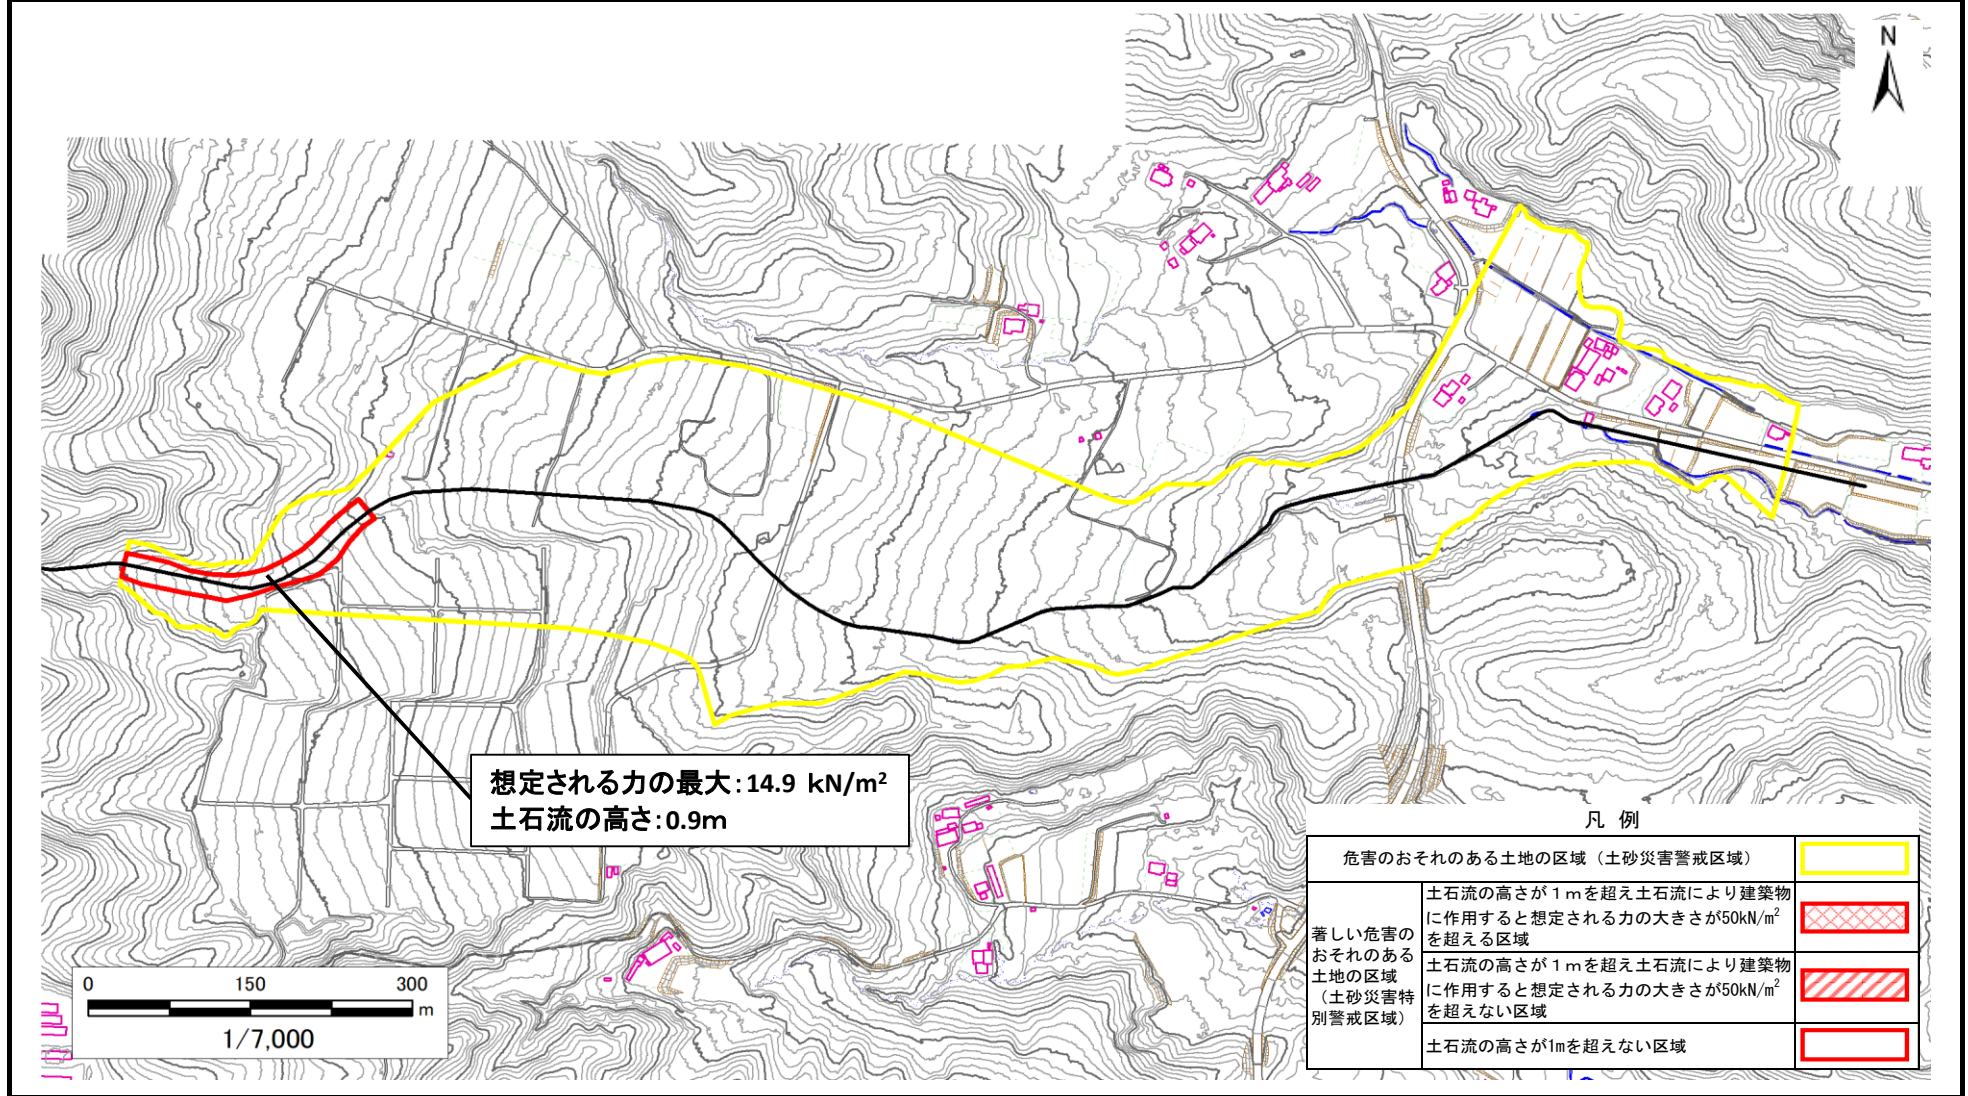 N
想定される力の最大：14.9 kN/m²
土石流の高さ：0.9m
凡 例
危害のおそれのある土地の区域（土砂災害警戒区域）
著しい危害の
おそれのある
土地の区域
（土砂災害特
別警戒区域）
土石流の高さが１ｍを超え土石流により建築物
に作用すると想定される力の大きさが50kN/m²
を超える区域
土石流の高さが１ｍを超え土石流により建築物
に作用すると想定される力の大きさが50kN/m²
を超えない区域
土石流の高さが1mを超えない区域
0 150 300
m
1/7,000